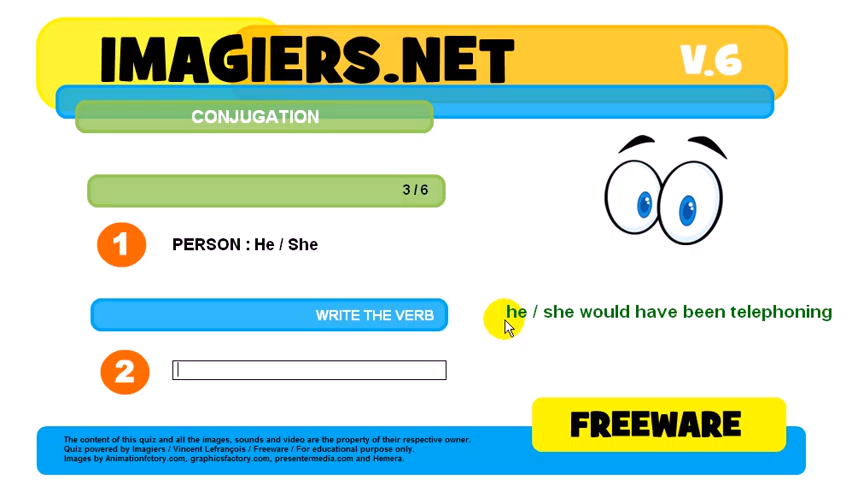 IMAGIERS.NET
V.6
CONJUGATION
3 / 6
1
PERSON : He / She
WRITE THE VERB
he / she would have been telephoning
2
FREEWARE
The content of this quiz and all the images, sounds and video are the property of their respective owner.
Quiz powered by Imagiers / Vincent Lefrançois / Freeware / For educational purpose only.
Images by Animationfctory.com, graphicsfactory.com, presentermedia.com and Hemera.